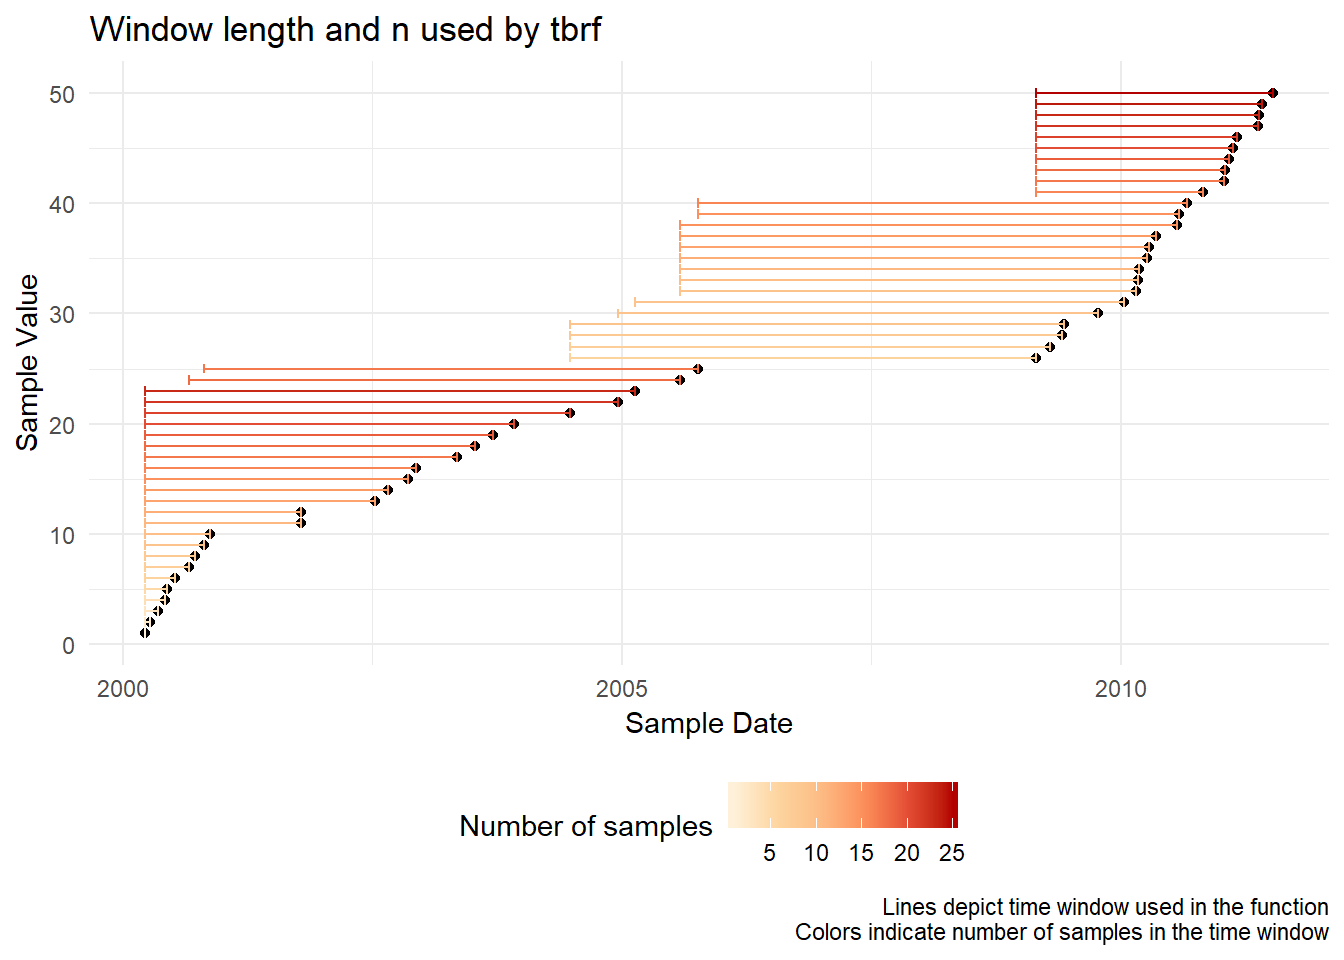 Window length and n used by tbrf
50
40
30
20
10
0
Sample Value
2000 2005 2010
Sample Date
Number of samples
5 10 15 20 25
Lines depict time window used in the function
Colors indicate number of samples in the time window